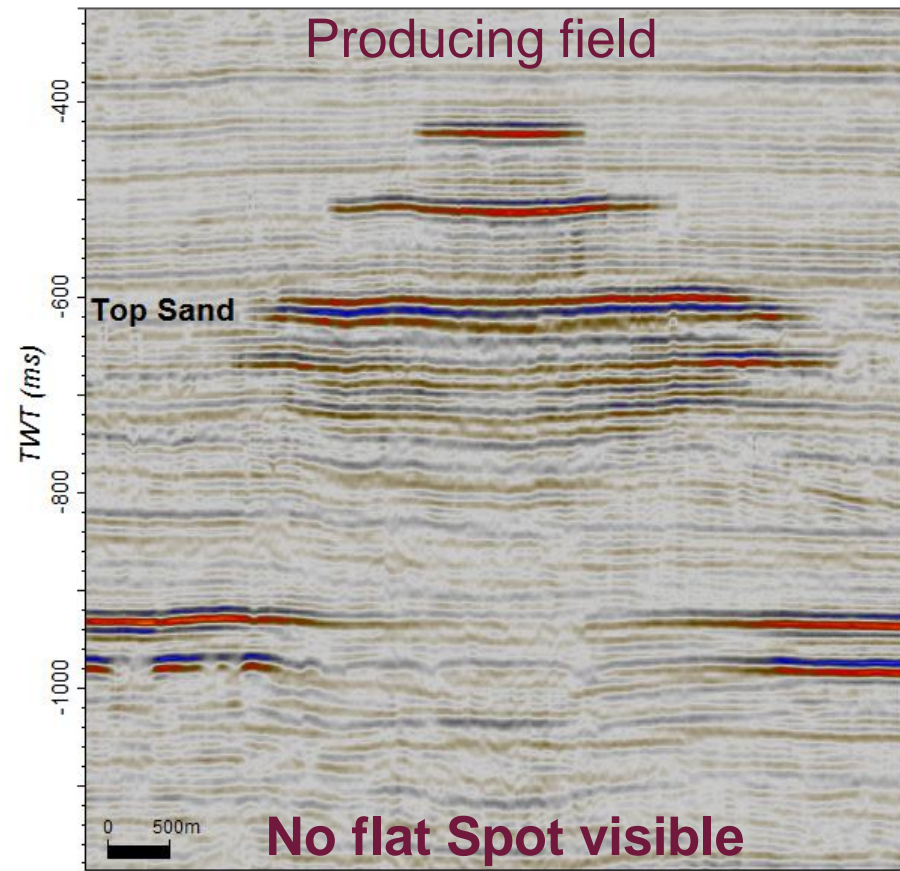 Producing field
-400
Top Sand
-600
TWT (ms)
-800
-1000
0 500m
No flat Spot visible